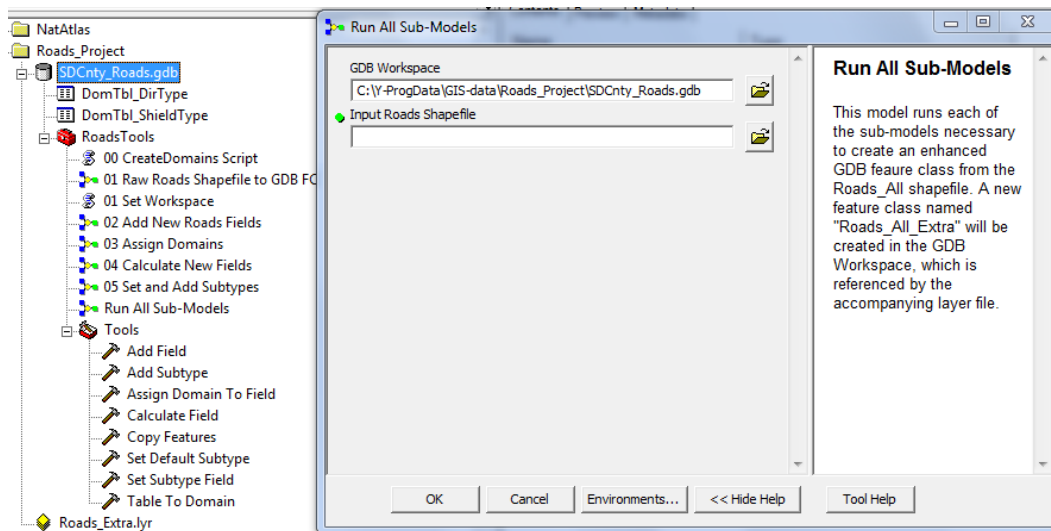 NatAtlas
Roads_Project
SDCnty_Roads.gdb
DomTbl_DirType
DomTbl_ShieldType
RoadsTools
00 CreateDomains Script
01 Raw Roads Shapefile to GDB FC
01 Set Workspace
02 Add New Roads Fields
03 Assign Domains
04 Calculate New Fields
05 Set and Add Subtypes
Run All Sub-Models
Tools
Add Field
Add Subtype
Assign Domain To Field
Calculate Field
Copy Features
Set Default Subtype
Set Subtype Field
Table To Domain
Roads_Extra.lyr
Run All Sub-Models
GDB Workspace
C:\Y-ProgData\GIS-data\Roads_Project\SDCnty_Roads.gdb
Input Roads Shapefile
OK
Cancel
Environments...
<< Hide Help
Tool Help
Run All Sub-Models
This model runs each of
the sub-models necessary
to create an enhanced
GDB feaure class from the
Roads_All shapefile. A new
feature class named
"Roads_All_Extra" will be
created in the GDB
Workspace, which is
referenced by the
accompanying layer file.